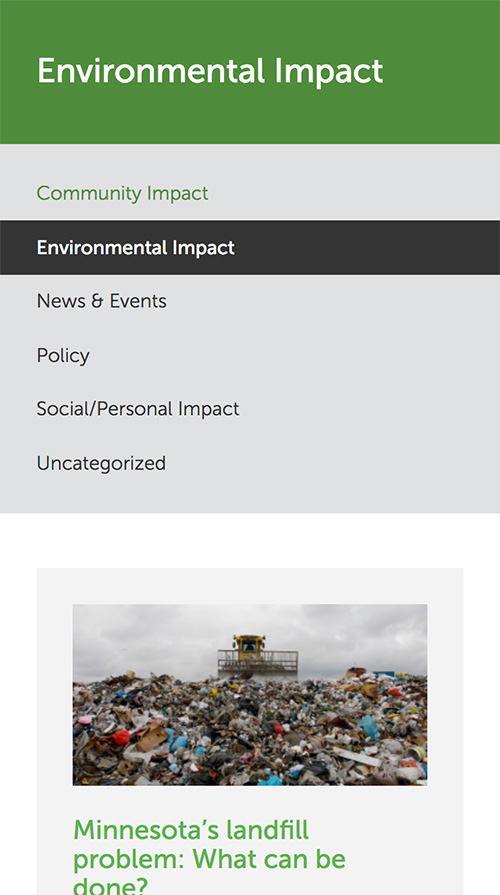 Environmental Impact
Community Impact
Environmental Impact
News & Events
Policy
Social/Personal Impact
Uncategorized
Minnesota’s landfill
problem: What can be
done?